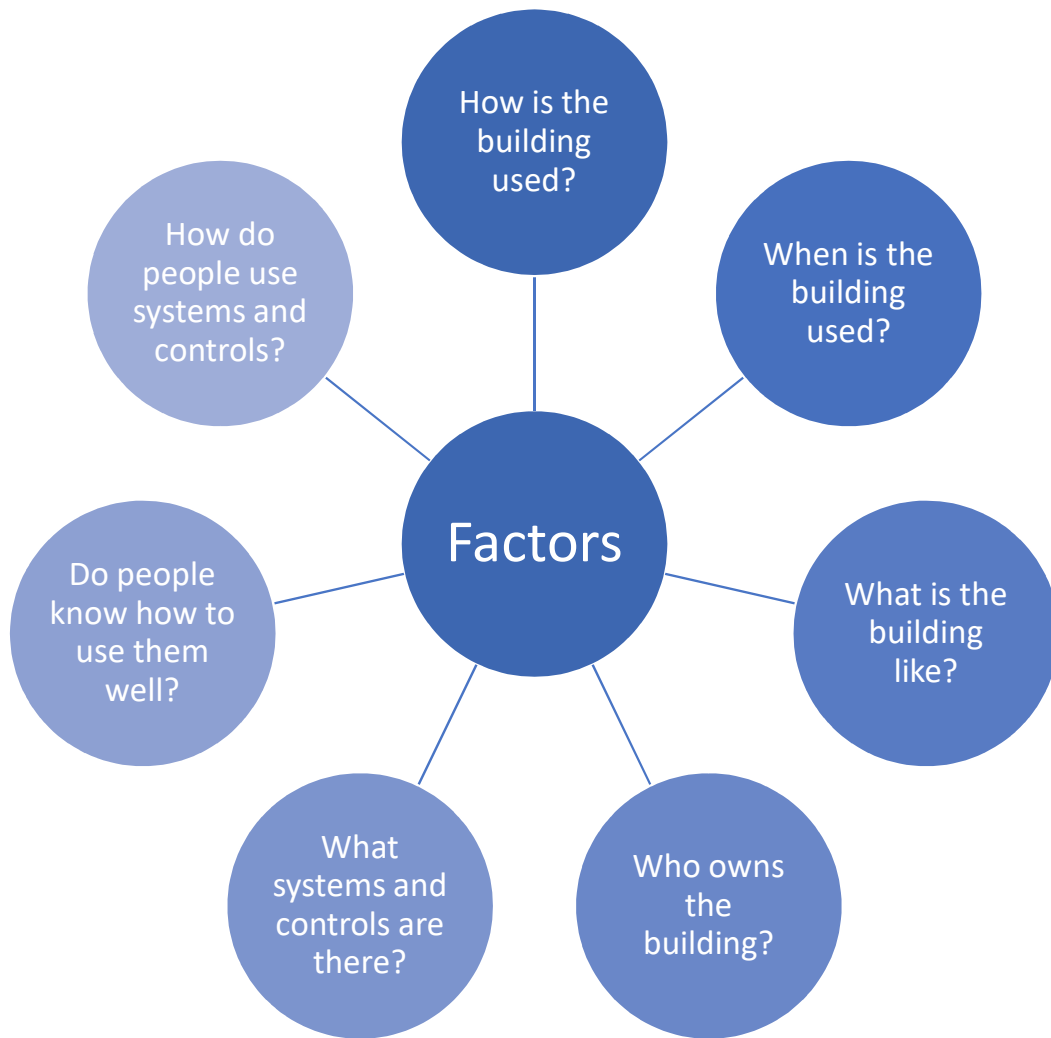 How is the
building
used?
When is the
building
used?
What is the
building
like?
Who owns
the
building?
What
systems and
controls are
there?
Do people
know how to
use them
well?
How do
people use
systems and
controls?
Factors